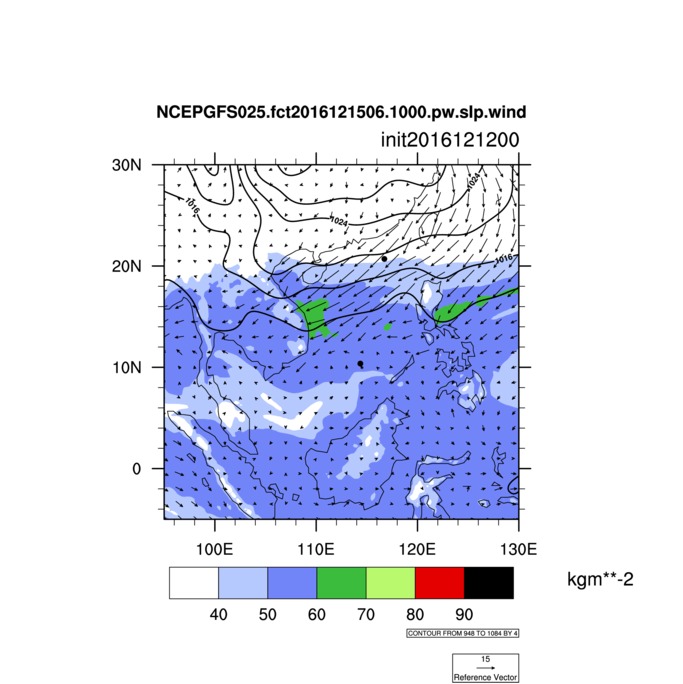 NCEPGFS025.fct2016121506.1000.pw.slp.wind
init2016121200
30N
20N
10N
0
1016
1024
1024
1016
100E 110E 120E 130E
kgm**-2
40 50 60 70 80 90
CONTOUR FROM 948 TO 1084 BY 4
15
Reference Vector